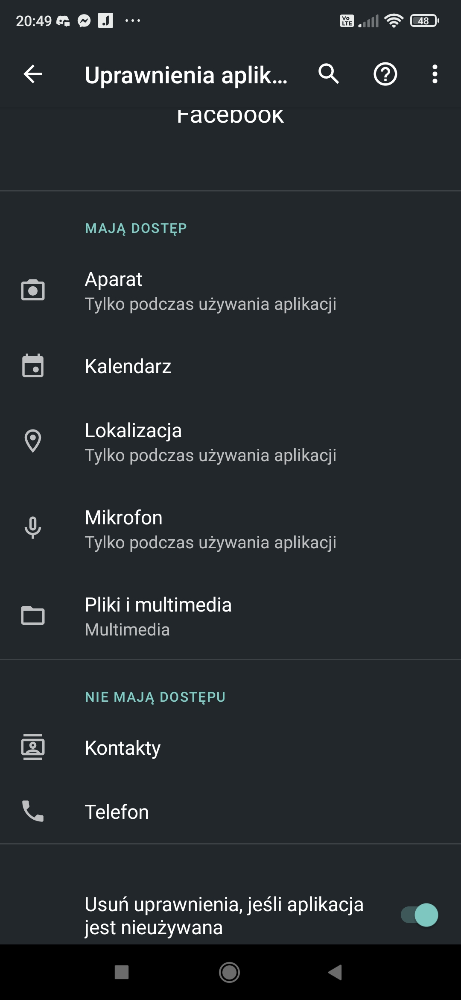 20:49
Vo LTE
48
Uprawnienia aplik...
Facebook
MAJĄ DOSTĘP
Aparat
Tylko podczas używania aplikacji
Kalendarz
Lokalizacja
Tylko podczas używania aplikacji
Mikrofon
Tylko podczas używania aplikacji
Pliki i multimedia
Multimedia
NIE MAJĄ DOSTĘPU
Kontakty
Telefon
Usuń uprawnienia, jeśli aplikacja
jest nieużywana